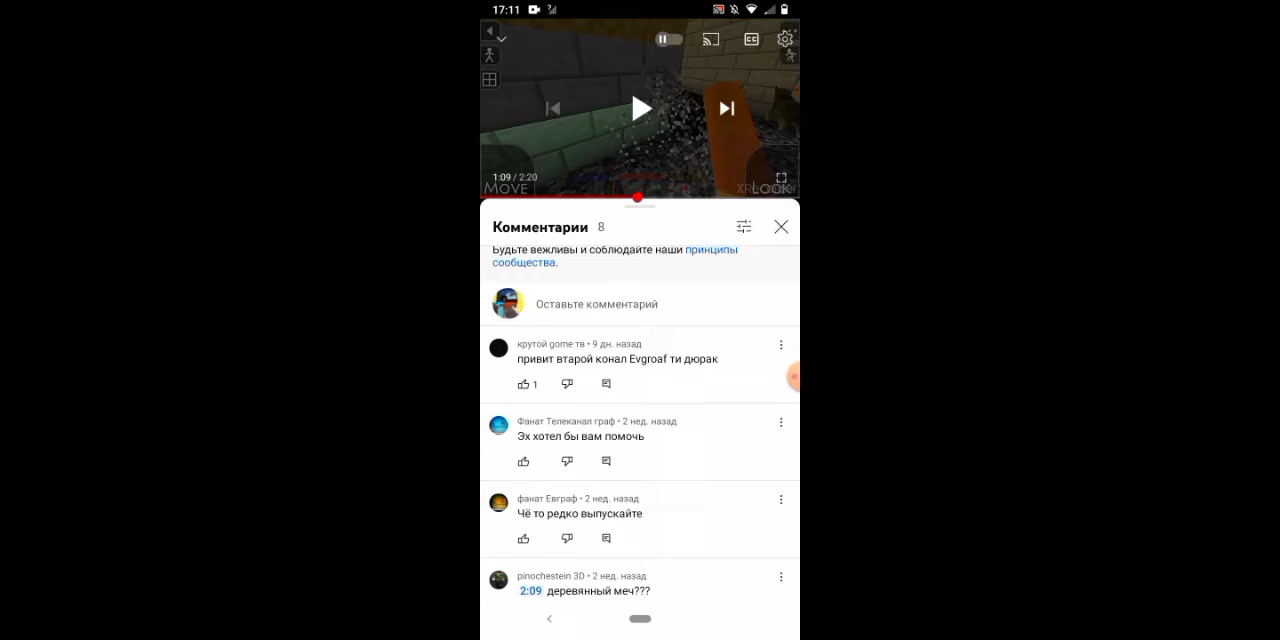 17:11
1:09 / 2:20
MOVE
LOOK
Комментарии 8
Будьте вежливы и соблюдайте наши принципы
сообщества.
Оставьте комментарий
крутой gome тв • 9 дн. назад
привит втарой конал Evgroaf ти дюрак
1
Фанат Телеканал граф • 2 нед. назад
Эх хотел бы вам помочь
фанат Евграф • 2 нед. назад
Чё то редко выпускайте
pinochestein 3D • 2 нед. назад
2:09 деревянный меч???